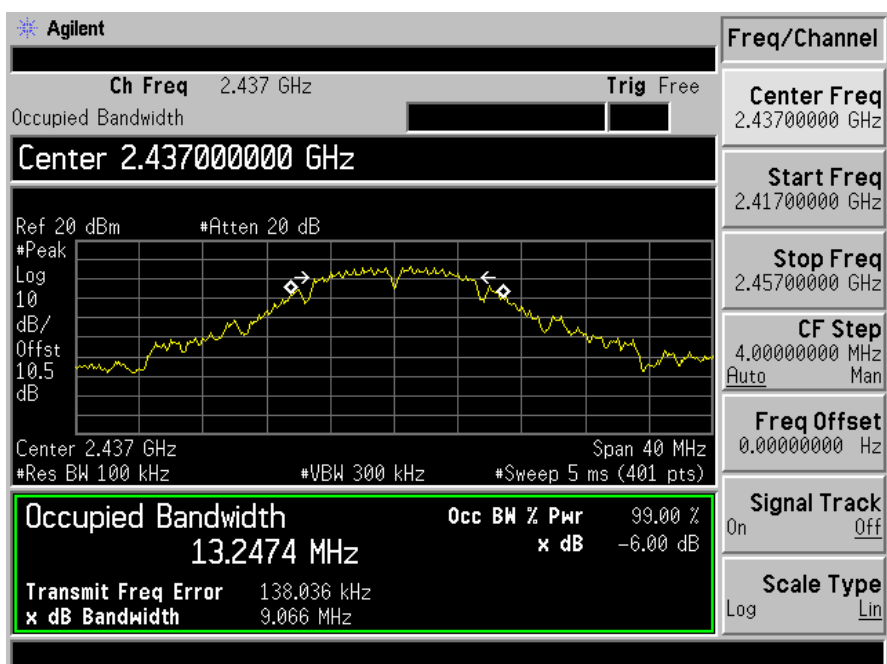 Agilent
Freq/Channel
Ch Freq 2.437 GHz Trig Free
Occupied Bandwidth
Center 2.437000000 GHz
Ref 20 dBm #Atten 20 dB
#Peak
Log
10
dB/
Offst
10.5
dB
Center 2.437 GHz Span 40 MHz
#Res BW 100 kHz #VBW 300 kHz #Sweep 5 ms (401 pts)
Occupied Bandwidth Occ BW % Pwr 99.00 %
13.2474 MHz x dB -6.00 dB
Transmit Freq Error 138.036 kHz
x dB Bandwidth 9.066 MHz
Center Freq
2.43700000 GHz
Start Freq
2.41700000 GHz
Stop Freq
2.45700000 GHz
CF Step
4.00000000 MHz
Auto Man
Freq Offset
0.00000000 Hz
Signal Track
On Off
Scale Type
Log Lin